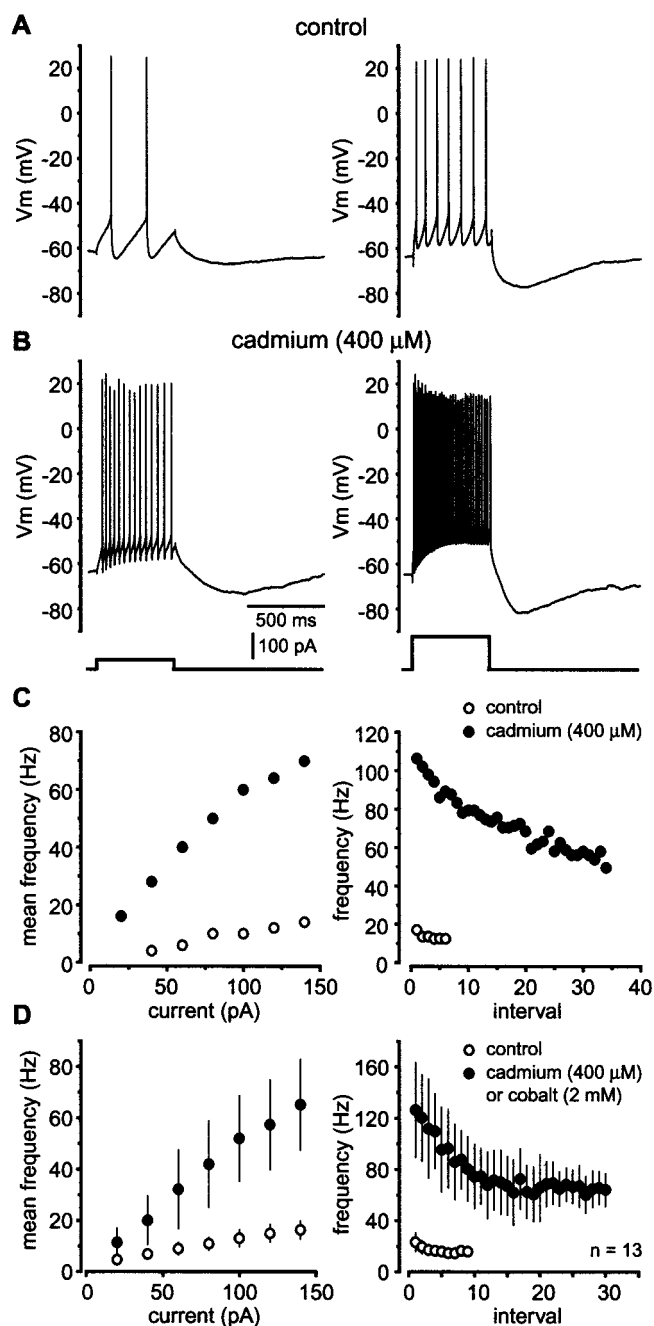 A
control
20
0
-20
-40
-60
-80
Vm (mV)
20
0
-20
-40
-60
-80
Vm (mV)
B
cadmium (400 µM)
20
0
-20
-40
-60
-80
Vm (mV)
500 ms
100 pA
20
0
-20
-40
-60
-80
Vm (mV)
C
80
60
40
20
0
mean frequency (Hz)
0 50 100 150
current (pA)
control
cadmium (400 µM)
120
100
80
60
40
20
0
frequency (Hz)
0 10 20 30 40
interval
D
80
60
40
20
0
mean frequency (Hz)
0 50 100 150
current (pA)
control
cadmium (400 µM)
or cobalt (2 mM)
160
120
80
40
0
frequency (Hz)
n = 13
0 10 20 30
interval